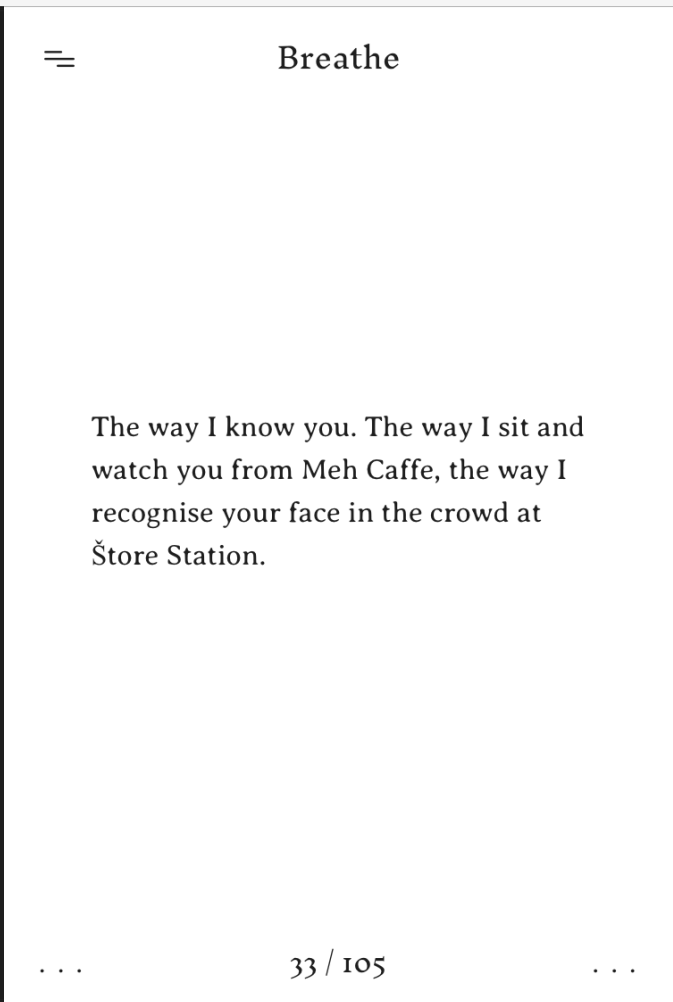 Breathe
The way I know you. The way I sit and
watch you from Meh Caffe, the way I
recognise your face in the crowd at
Štore Station.
. . . 33 / 105 . . .